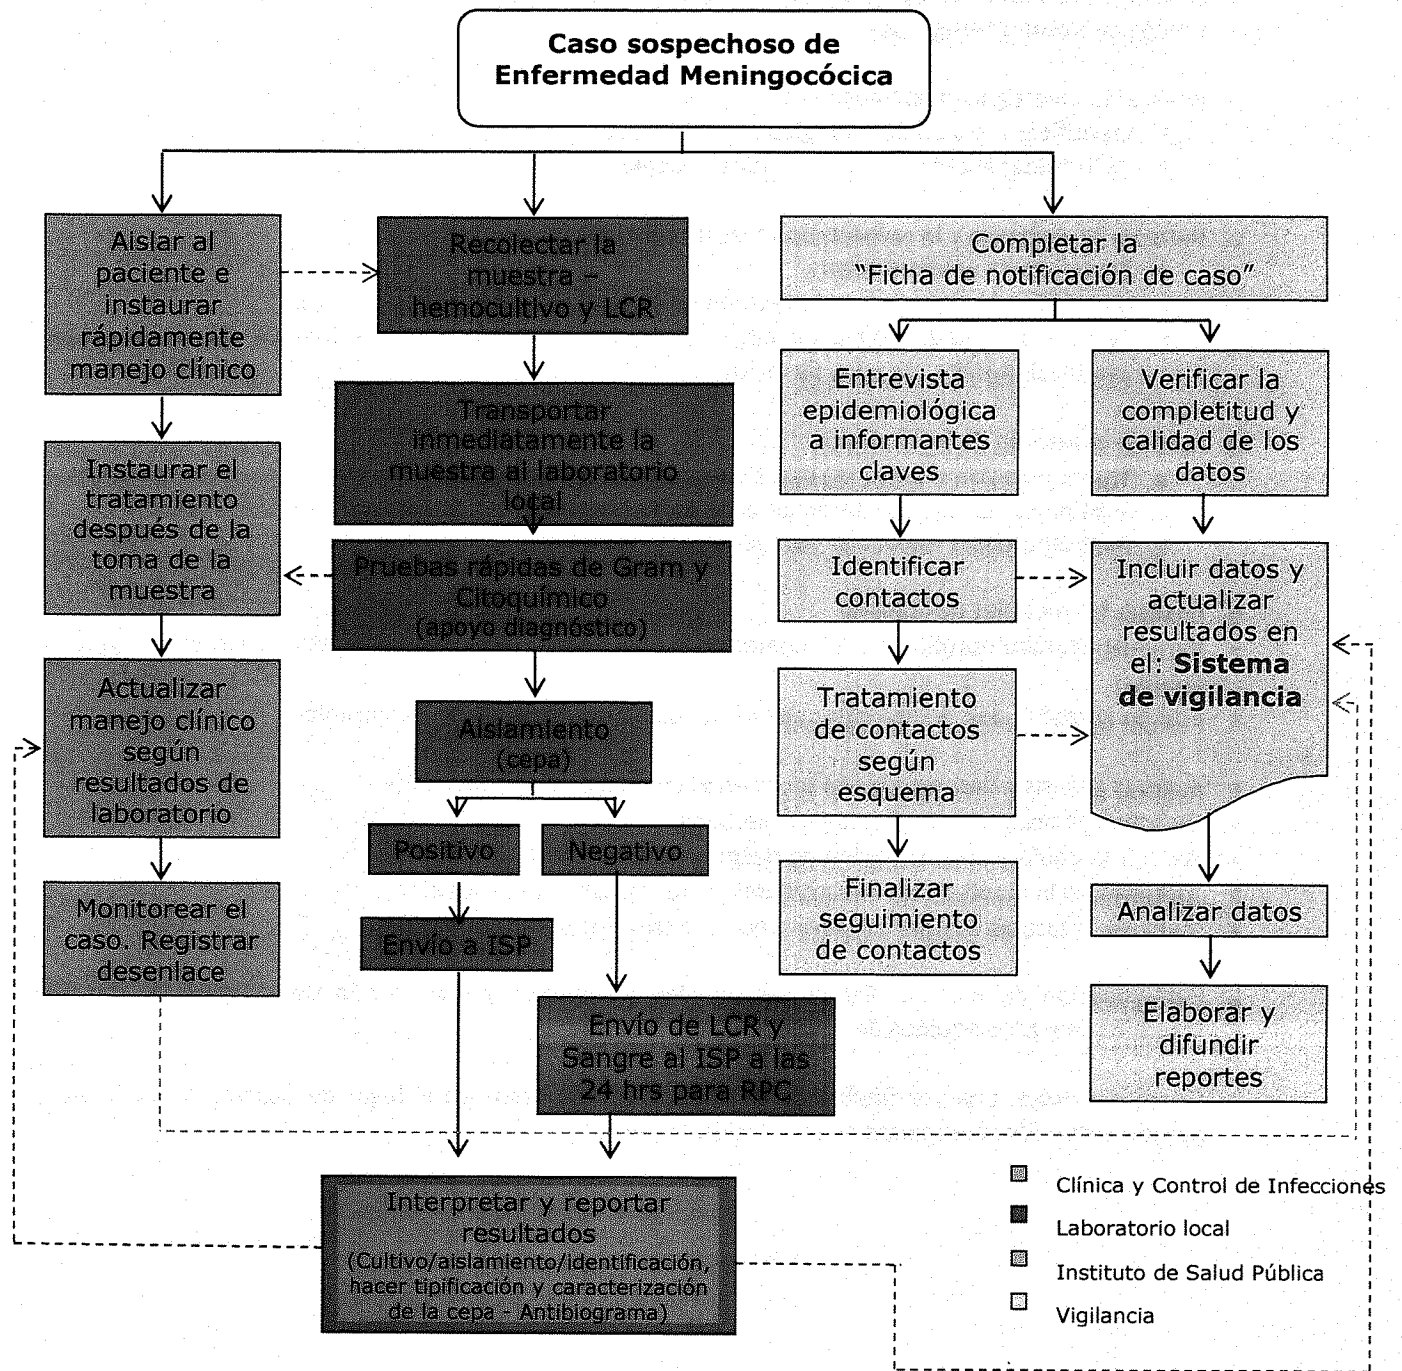 Caso sospechoso de
Enfermedad Meningocócica
Aislar al
paciente e
instaurar
rápidamente
manejo clínico
Instaurar el
tratamiento
después de la
toma de la
muestra
Actualizar
manejo clínico
según
resultados de
laboratorio
Monitorear el
caso. Registrar
desenlace
Recolectar la
muestra –
hemocultivo y LCR
Transportar
inmediatamente la
muestra al laboratorio
local
Pruebas rápidas de Gram y
Citoquímico
(apoyo diagnóstico)
Aislamiento
(cepa)
Positivo
Negativo
Envío a ISP
Envío de LCR y
Sangre al ISP a las
24 hrs para RPC
Interpretar y reportar
resultados
(Cultivo/aislamiento/identificación,
hacer tipificación y caracterización
de la cepa - Antibiograma)
Completar la
“Ficha de notificación de caso”
Entrevista
epidemiológica
a informantes
claves
Identificar
contactos
Tratamiento
de contactos
según
esquema
Finalizar
seguimiento
de contactos
Verificar la
completitud y
calidad de los
datos
Incluir datos y
actualizar
resultados en
el: Sistema
de vigilancia
Analizar datos
Elaborar y
difundir
reportes
Clínica y Control de Infecciones
Laboratorio local
Instituto de Salud Pública
Vigilancia